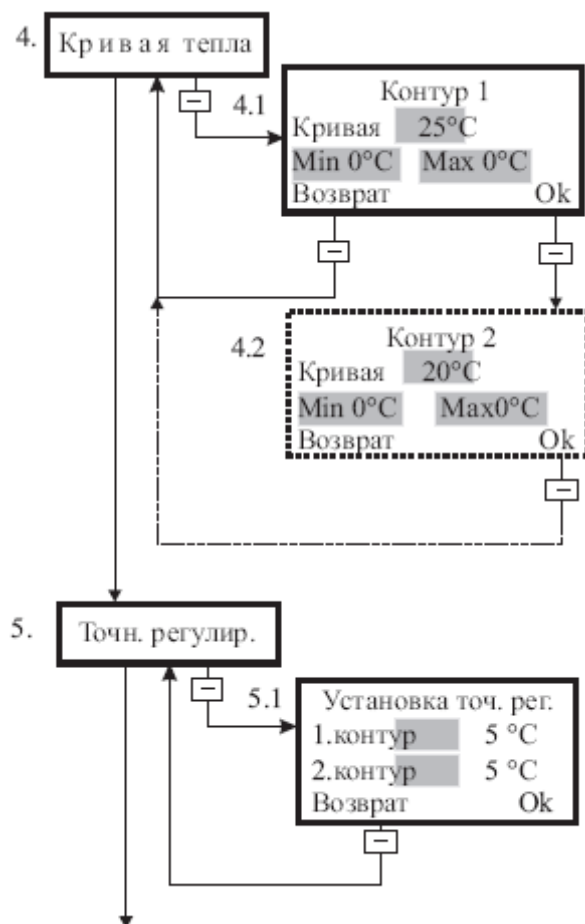 4. Кривая тепла
4.1
Контур 1
Кривая 25°C
Min 0°C Max 0°C
Возврат Ok
4.2
Контур 2
Кривая 20°C
Min 0°C Max0°C
Возврат Ok
5. Точн. регулир.
5.1
Установка точ. рег.
1.контур 5 °C
2.контур 5 °C
Возврат Ok